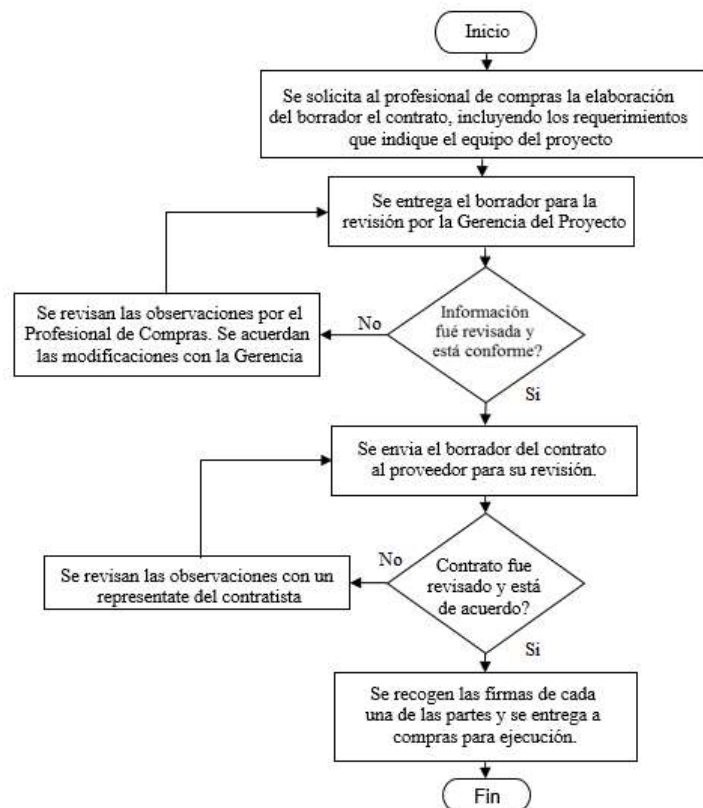 Inicio
Se solicita al profesional de compras la elaboración
del borrador el contrato, incluyendo los requerimientos
que indique el equipo del proyecto
Se entrega el borrador para la
revisión por la Gerencia del Proyecto
Información
fué revisada y
está conforme?
No
Se revisan las observaciones por el
Profesional de Compras. Se acuerdan
las modificaciones con la Gerencia
Si
Se envia el borrador del contrato
al proveedor para su revisión.
Contrato fue
revisado y está
de acuerdo?
No
Se revisan las observaciones con un
represetate del contratista
Si
Se recogen las firmas de cada
una de las partes y se entrega a
compras para ejecución.
Fin